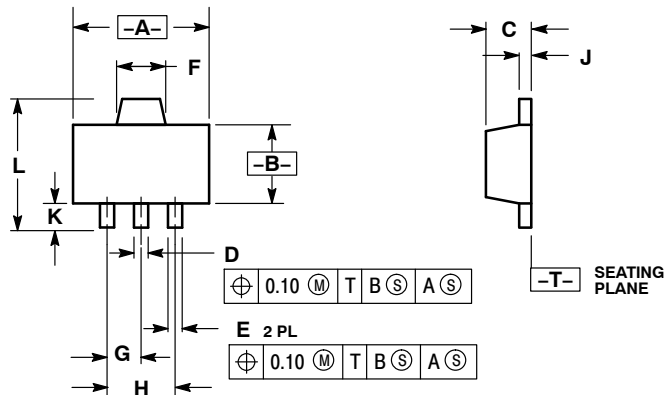 –A–
C
F
J
L
–B–
K
D
⌖ 0.10 Ⓜ T B Ⓢ A Ⓢ
–T– SEATING
PLANE
E 2 PL
G
⌖ 0.10 Ⓜ T B Ⓢ A Ⓢ
H